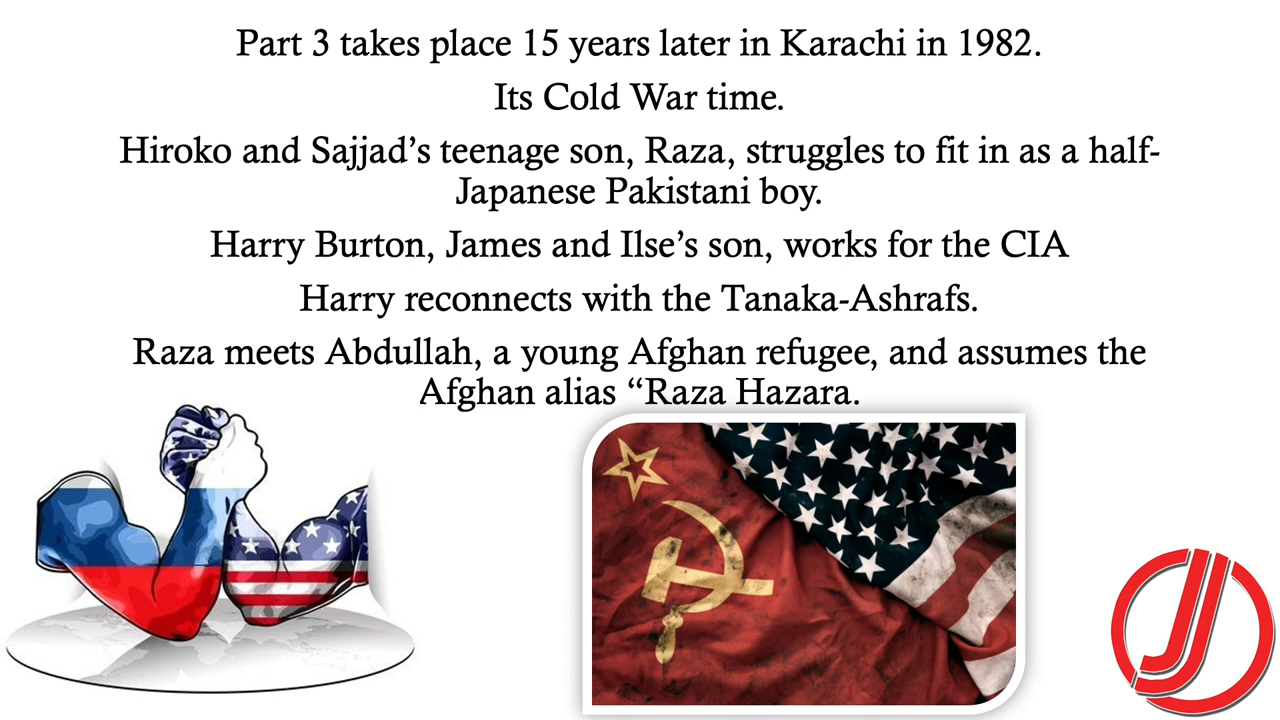 Part 3 takes place 15 years later in Karachi in 1982.
Its Cold War time.
Hiroko and Sajjad’s teenage son, Raza, struggles to fit in as a half-
Japanese Pakistani boy.
Harry Burton, James and Ilse’s son, works for the CIA
Harry reconnects with the Tanaka-Ashrafs.
Raza meets Abdullah, a young Afghan refugee, and assumes the
Afghan alias “Raza Hazara.